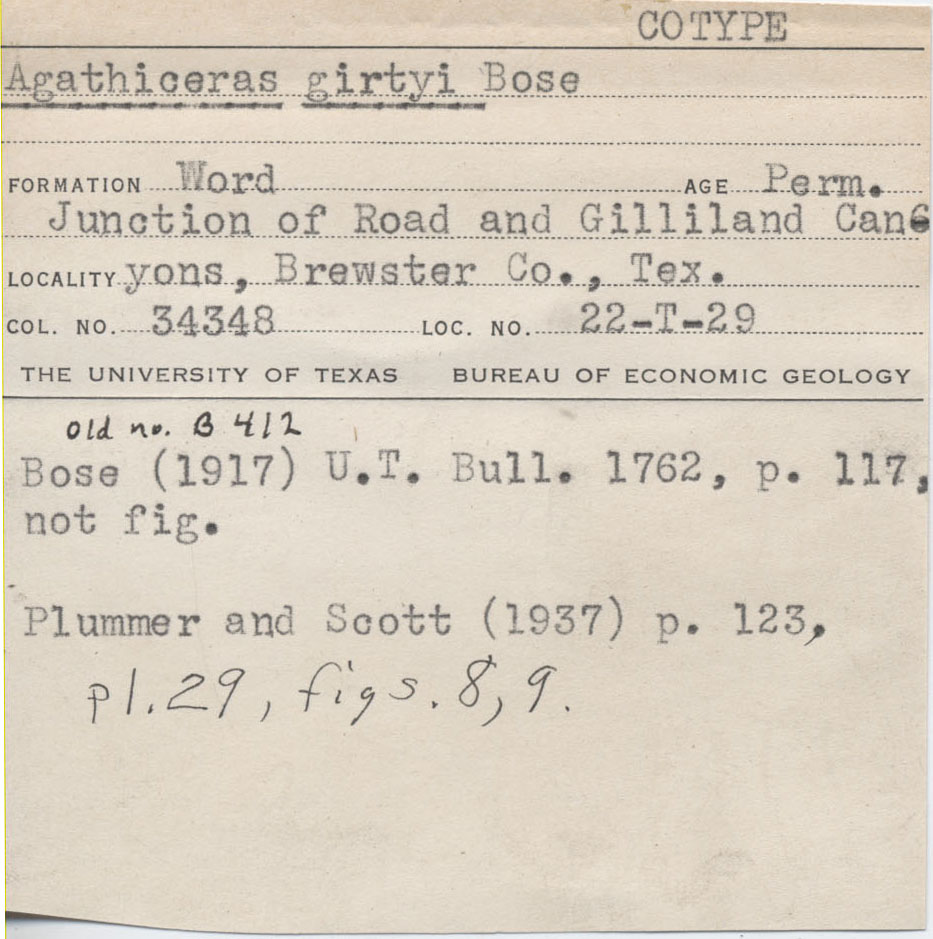 COTYPE
Agathiceras girtyi Bose
FORMATION Word AGE Perm.
Junction of Road and Gilliland Can
LOCALITY yons, Brewster Co., Tex.
COL. NO. 34348 LOC. NO. 22-T-29
THE UNIVERSITY OF TEXAS BUREAU OF ECONOMIC GEOLOGY
old no. B 412
Bose (1917) U.T. Bull. 1762, p. 117,
not fig.
Plummer and Scott (1937) p. 123,
pl. 29, figs. 8, 9.